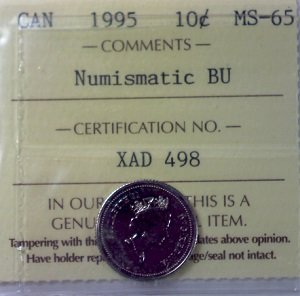 CAN 1995 10¢ MS-65
— COMMENTS —
Numismatic BU
— CERTIFICATION NO. —
XAD 498
IN OUR THIS IS A
GENU L ITEM.
Tampering with th ates above opinion.
Have holder rep ge/seal not intact.